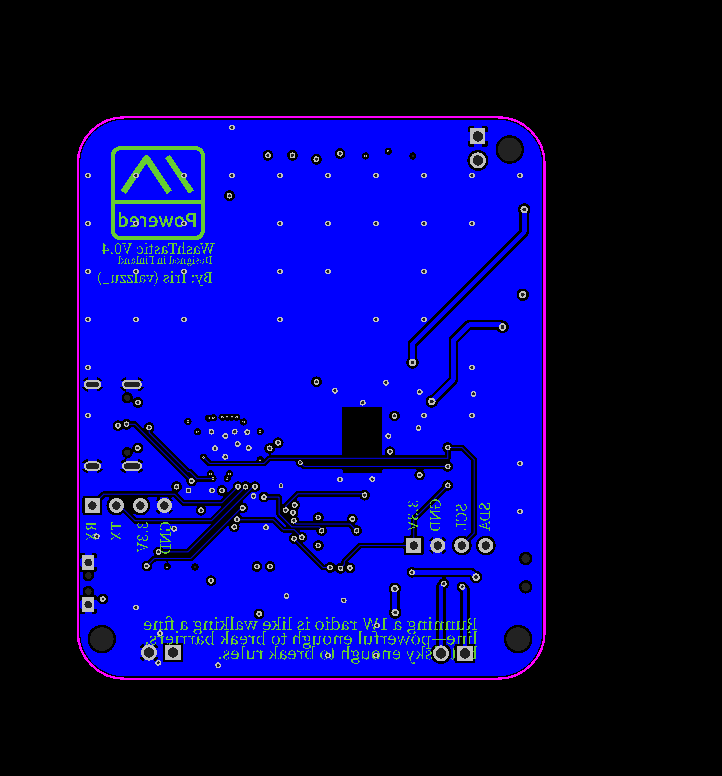 Powered
WashTastic V0.4
Designed in Finland
By: Iris (valzzu_)
RX
TX
3.3V
GND
3.3V
GND
SCL
SDA
Running a 1W radio is like walking a fine
line—powerful enough to break barriers,
sky enough to break rules.